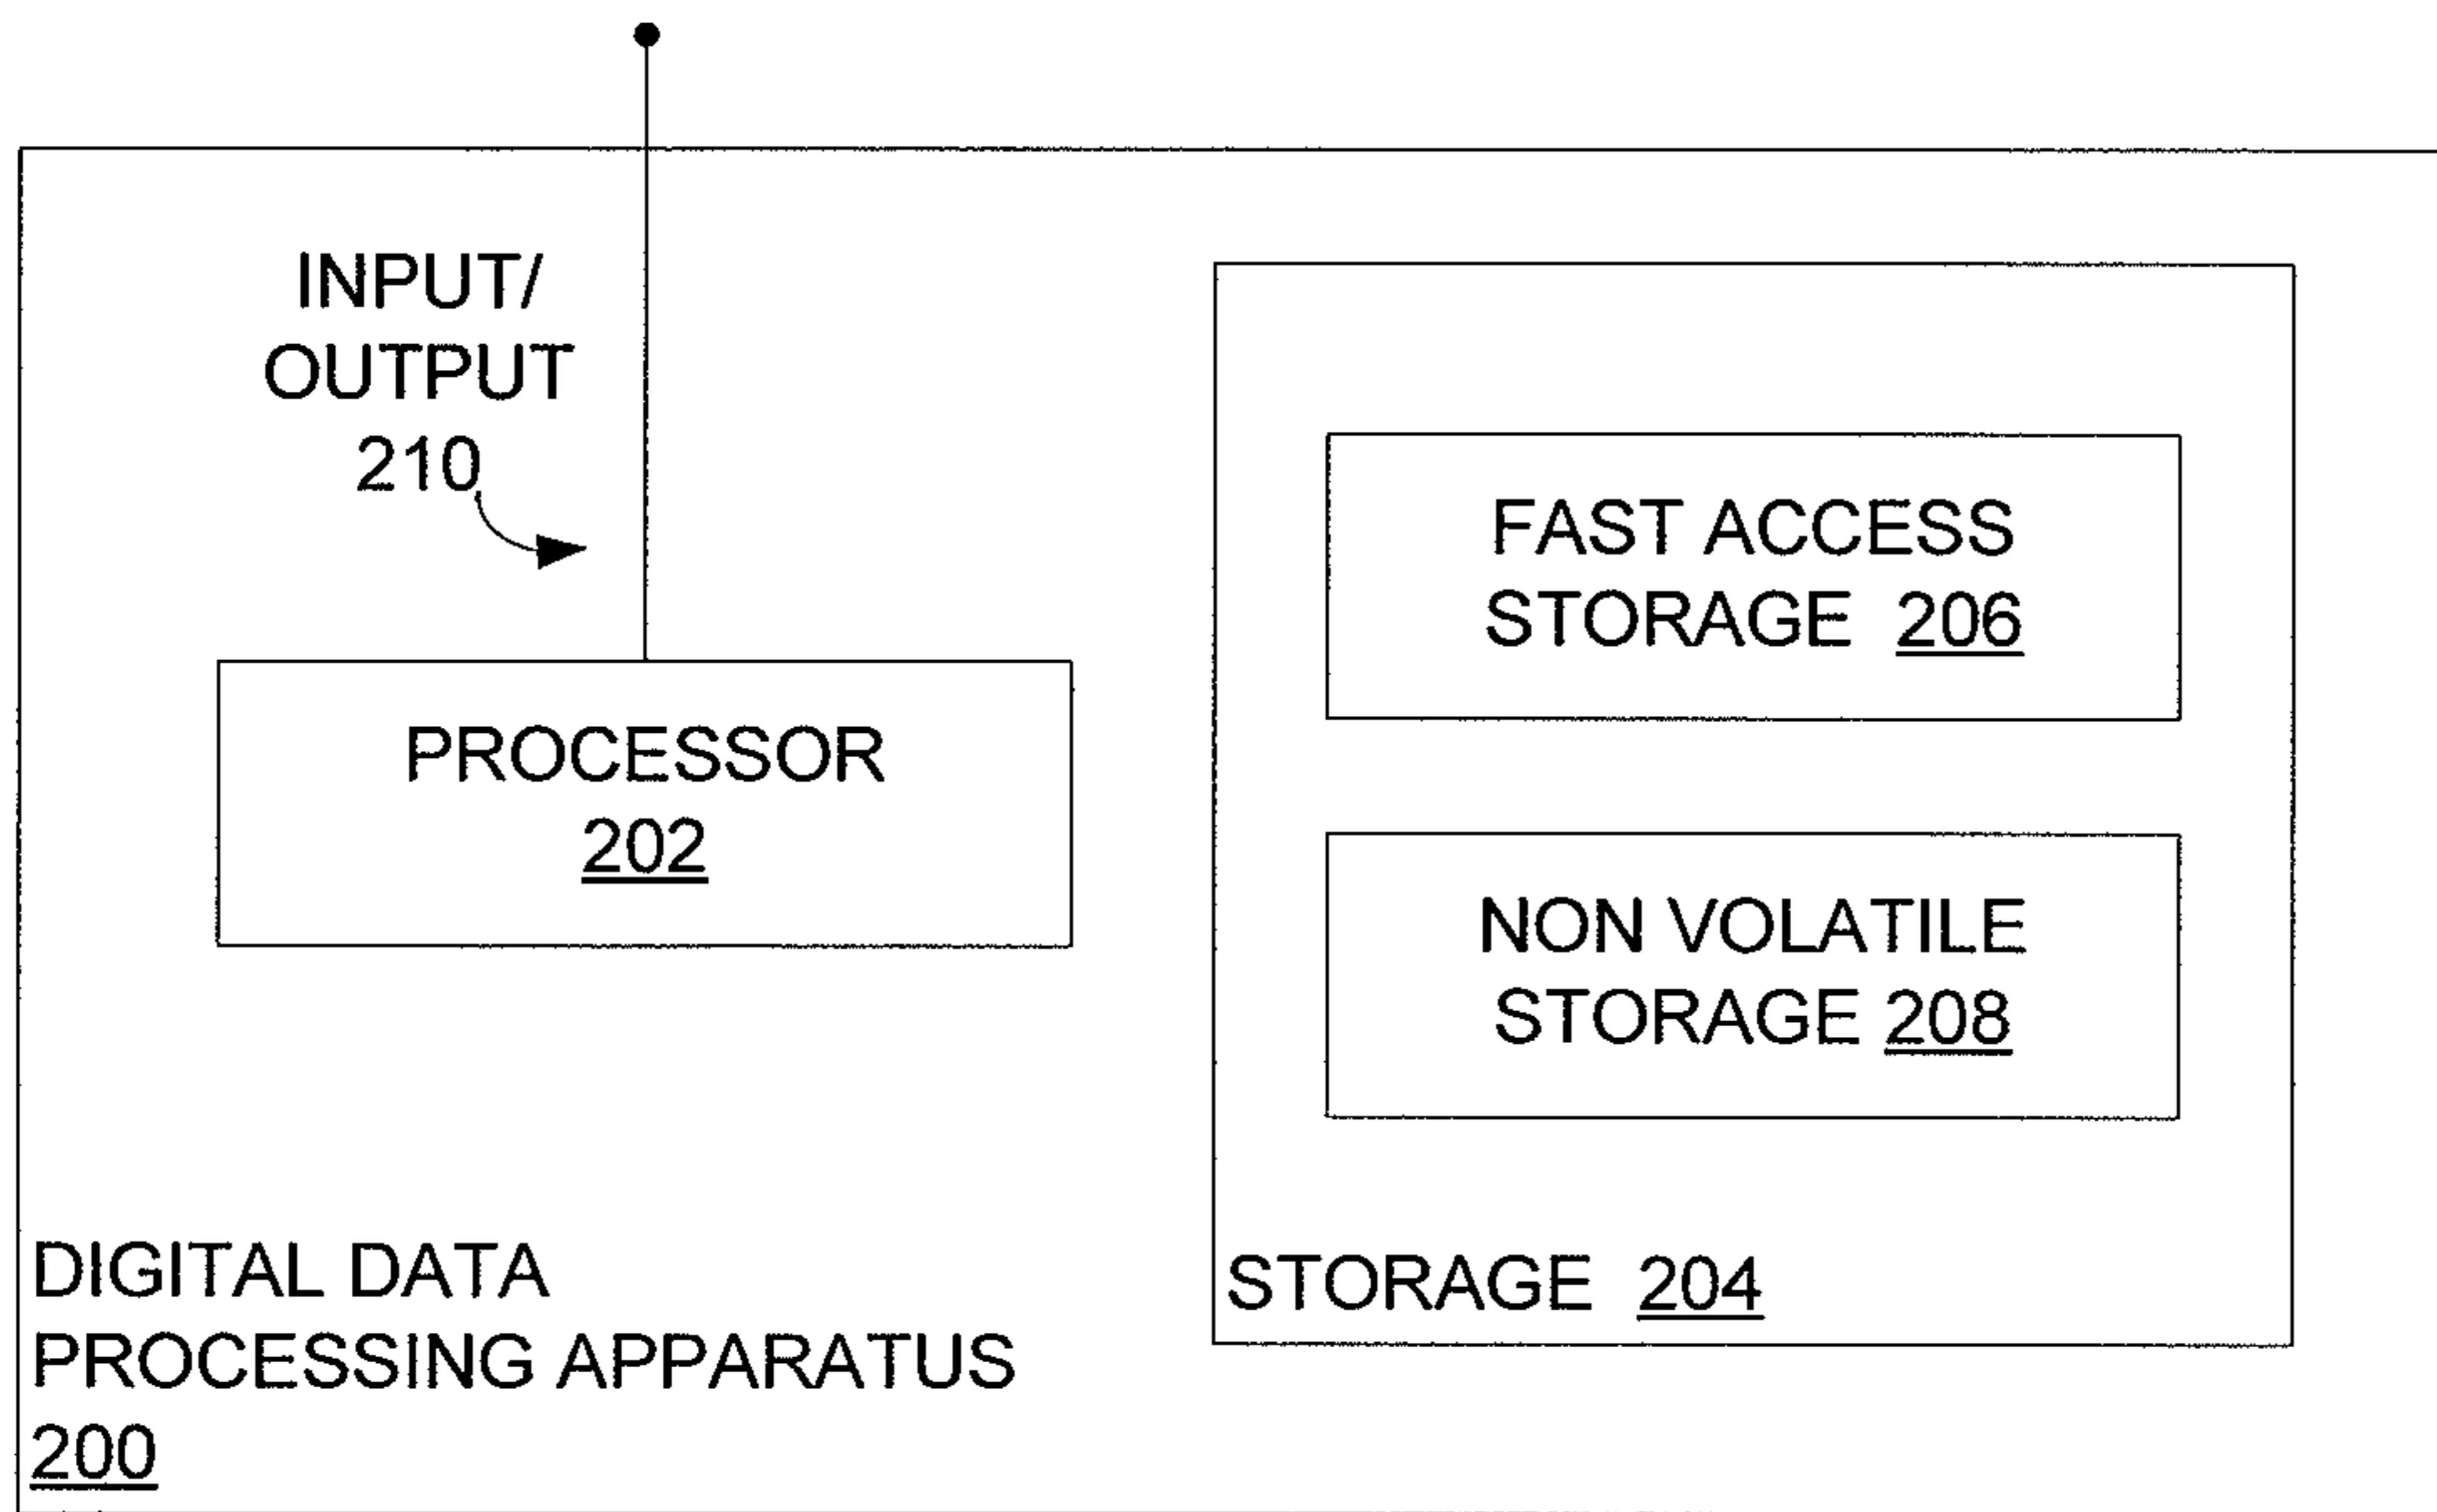 INPUT/
OUTPUT
210
PROCESSOR
202
FAST ACCESS
STORAGE 206
NON VOLATILE
STORAGE 208
STORAGE 204
DIGITAL DATA
PROCESSING APPARATUS
200